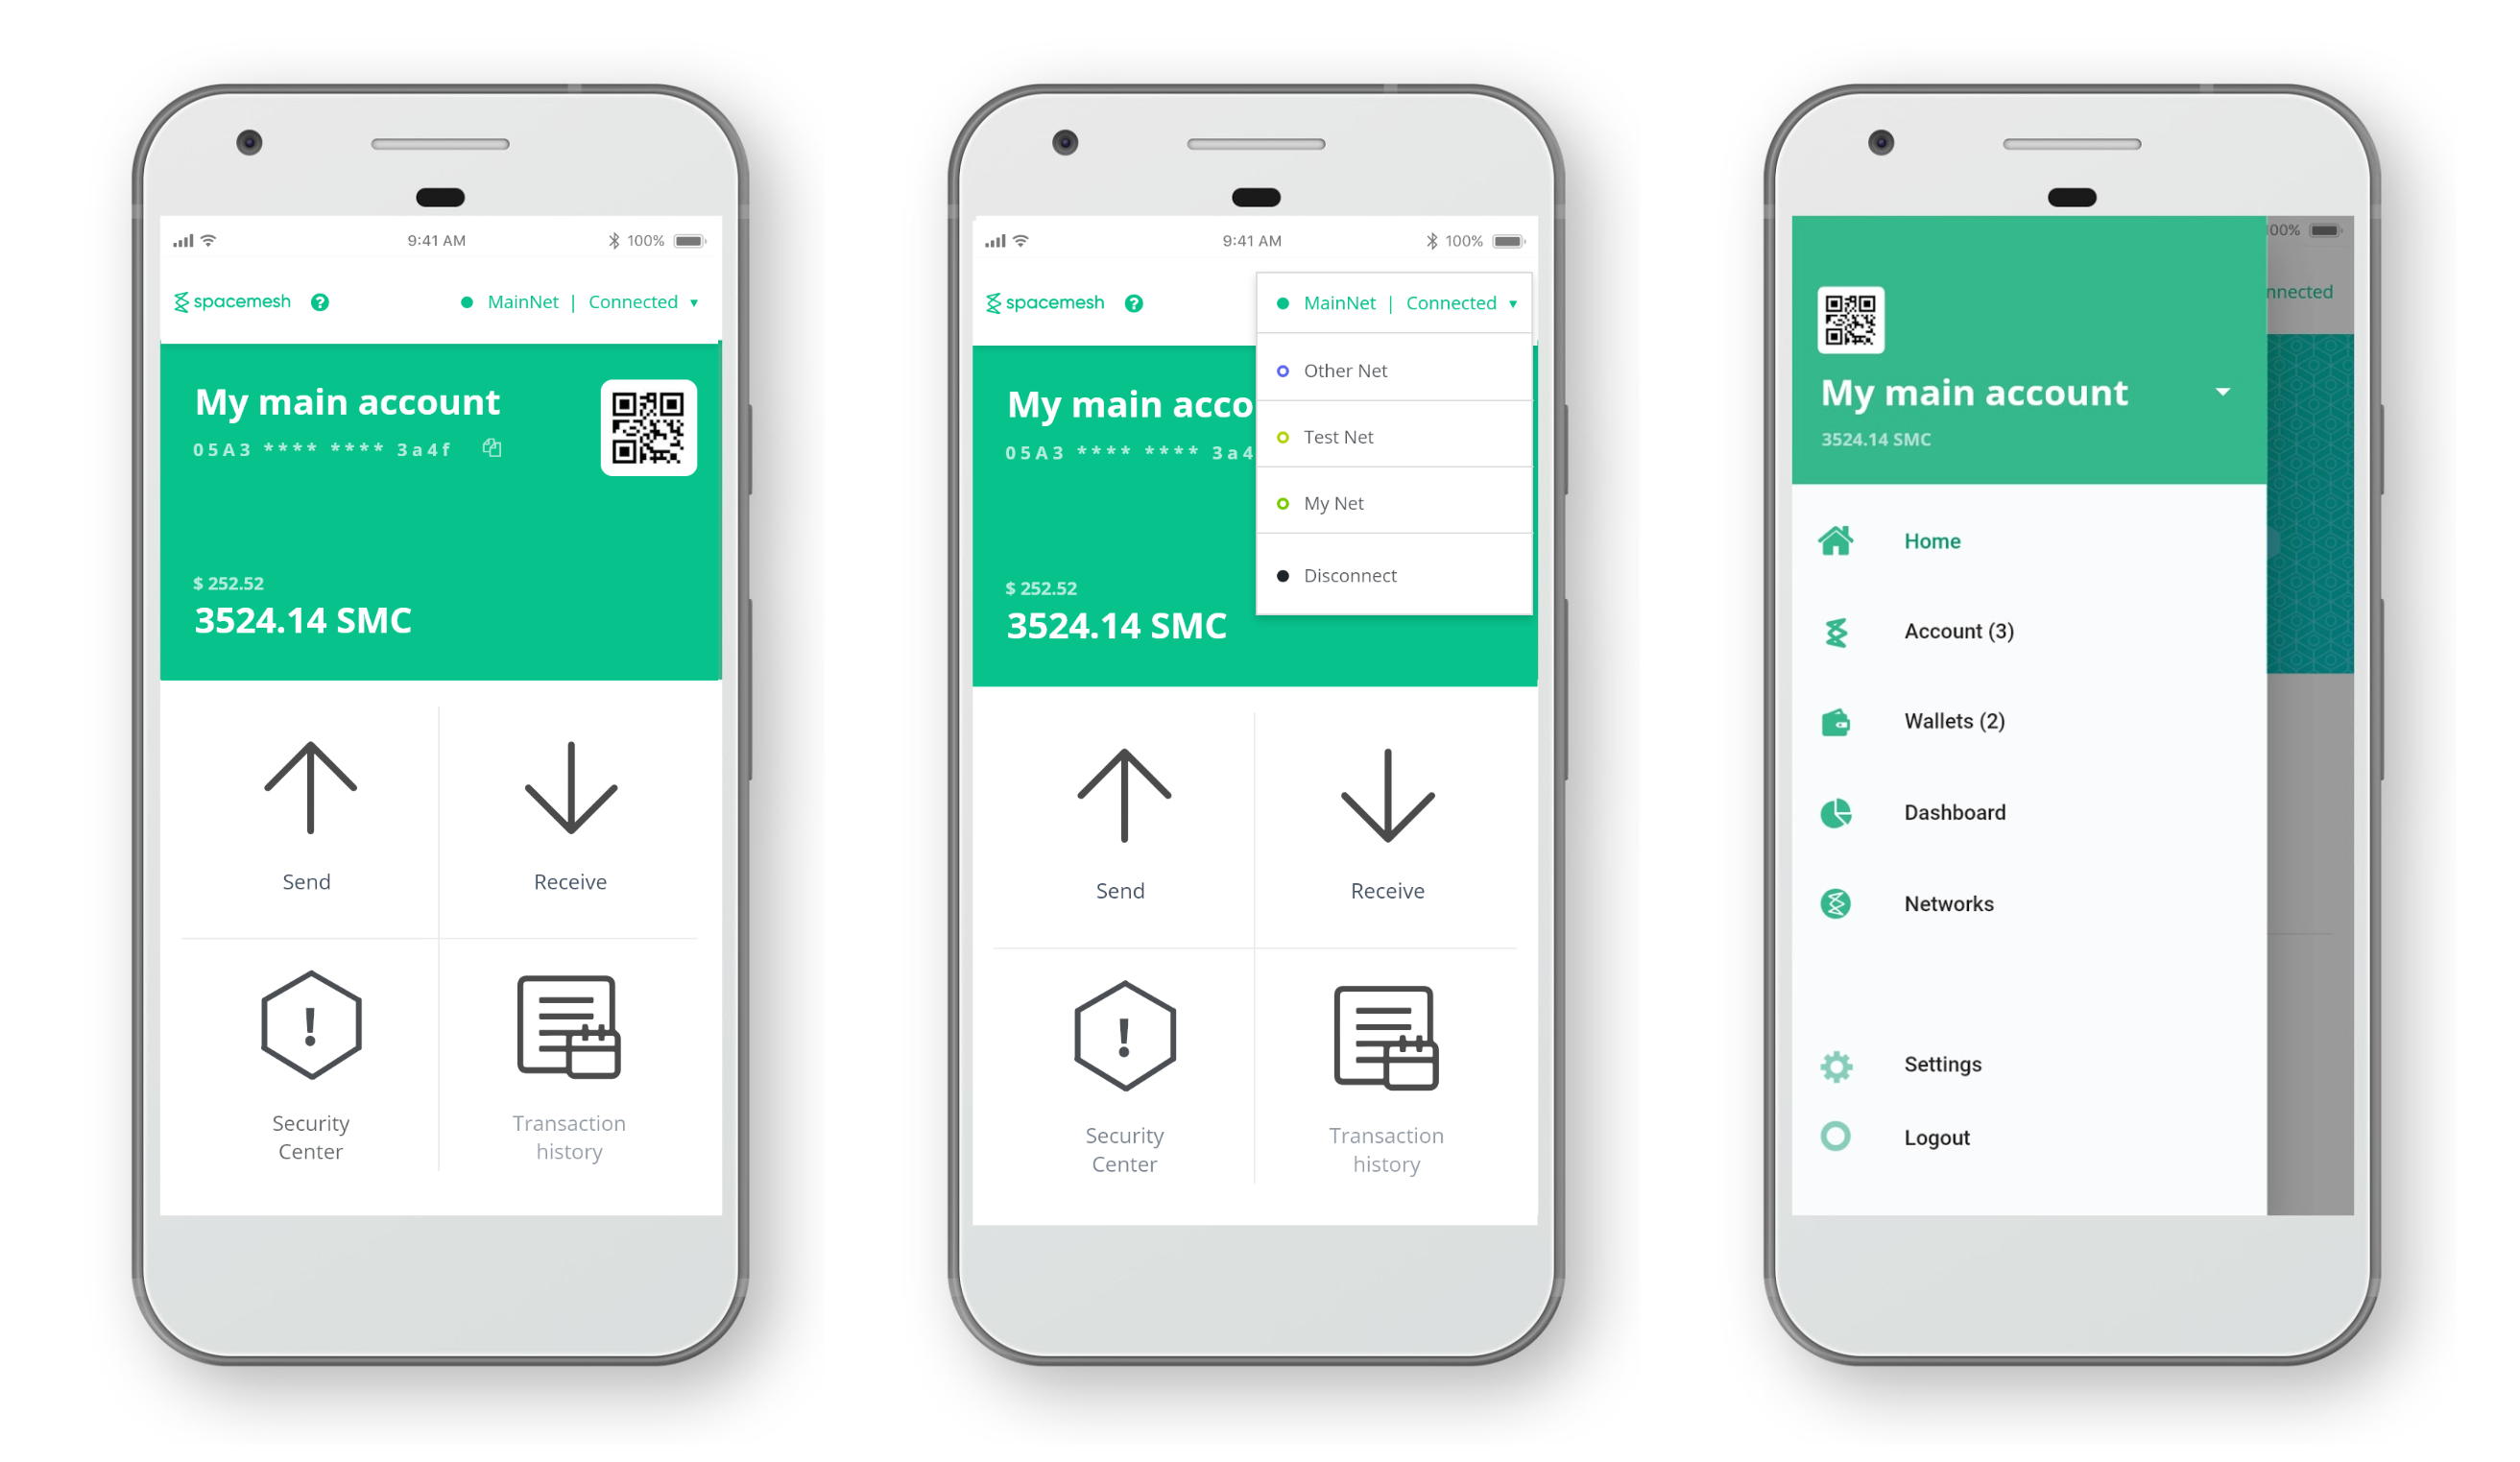 9:41 AM
100%
spacemesh ?
MainNet | Connected ▾
My main account
05A3 **** **** 3a4f
$ 252.52
3524.14 SMC
Send
Receive
!
Security
Center
Transaction
history
9:41 AM
100%
spacemesh ?
MainNet | Connected ▾
Other Net
Test Net
My Net
Disconnect
My main acco
05A3 **** **** 3a4
$ 252.52
3524.14 SMC
Send
Receive
!
Security
Center
Transaction
history
00%
nnected
My main account
3524.14 SMC
Home
Account (3)
Wallets (2)
Dashboard
Networks
Settings
Logout